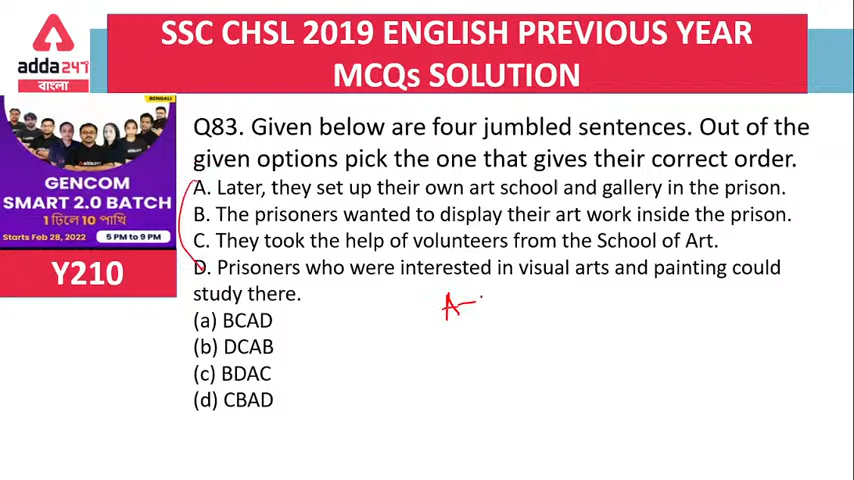 SSC CHSL 2019 ENGLISH PREVIOUS YEAR
MCQs SOLUTION
adda247
বাংলা
BENGALI
GENCOM
SMART 2.0 BATCH
1 ঢিলে 10 পাখি
Starts Feb 28, 2022
5 PM to 9 PM
Y210
Q83. Given below are four jumbled sentences. Out of the
given options pick the one that gives their correct order.
A. Later, they set up their own art school and gallery in the prison.
B. The prisoners wanted to display their art work inside the prison.
C. They took the help of volunteers from the School of Art.
D. Prisoners who were interested in visual arts and painting could
study there.
A-
(a) BCAD
(b) DCAB
(c) BDAC
(d) CBAD